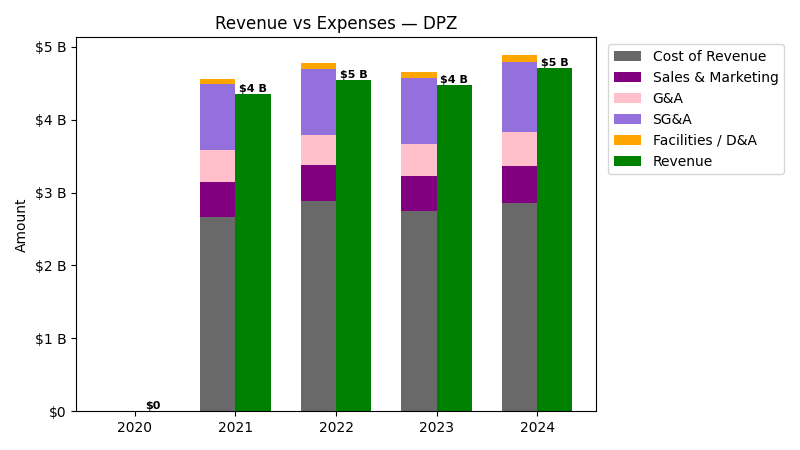 Revenue vs Expenses — DPZ
Amount
$5 B
$4 B
$3 B
$2 B
$1 B
$0
$0
$4 B
$5 B
$4 B
$5 B
2020
2021
2022
2023
2024
Cost of Revenue
Sales & Marketing
G&A
SG&A
Facilities / D&A
Revenue